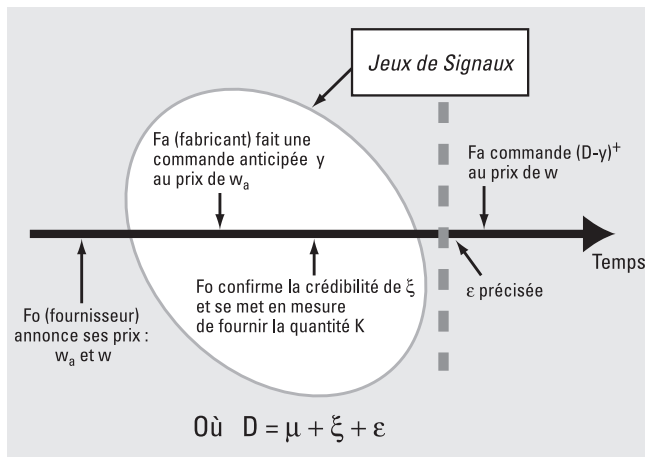 Jeux de Signaux
Fa (fabricant) fait une
commande anticipée y
au prix de wₐ
Fa commande (D-y)⁺
au prix de w
Temps
Fo (fournisseur)
annonce ses prix :
wₐ et w
Fo confirme la crédibilité de ξ
et se met en mesure
de fournir la quantité K
ε précisée
Où D = μ + ξ + ε